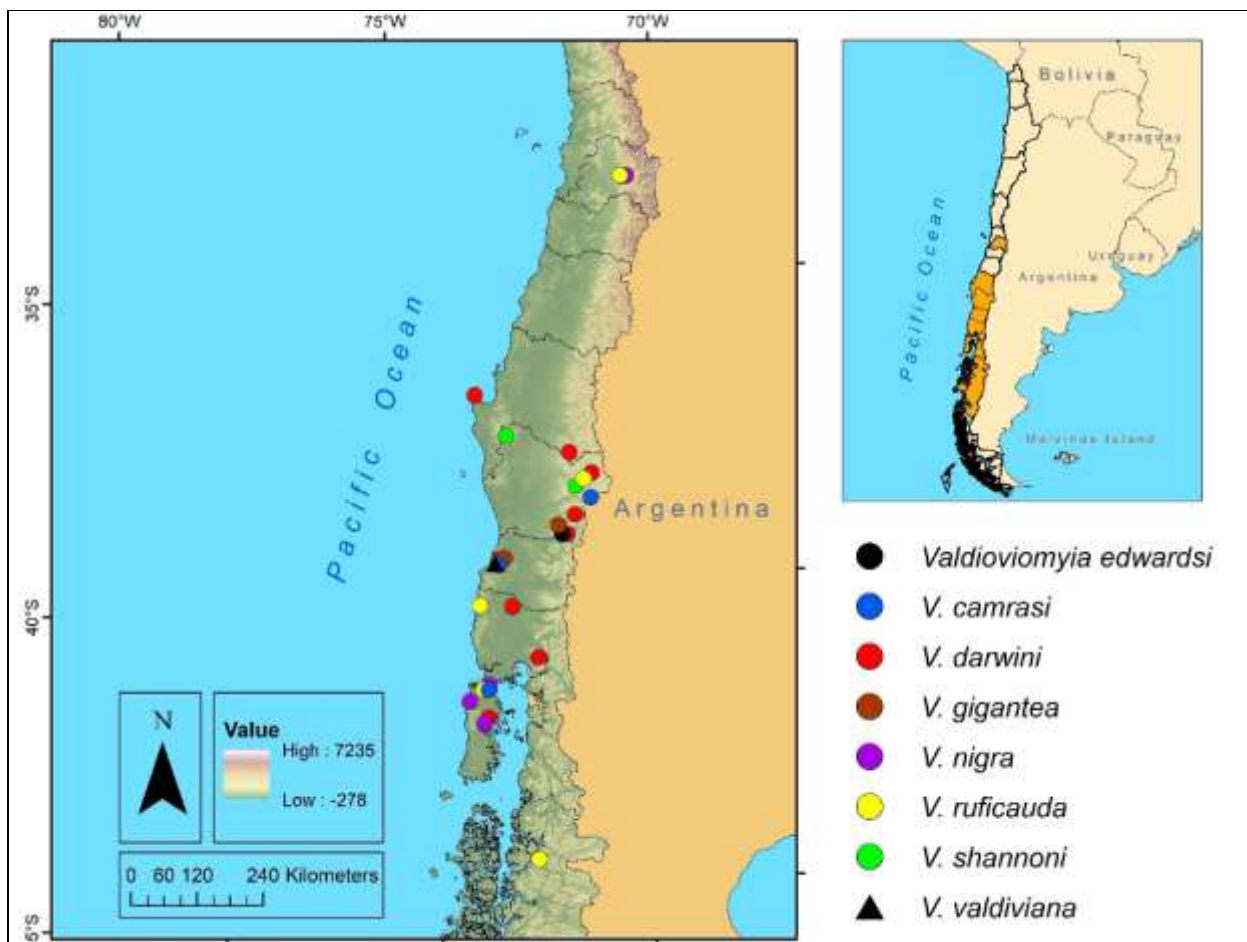 80°W 75°W 70°W
35°S
40°S
5°S
Pacific Ocean
Argentina
N
Value
High : 7235
Low : -278
0 60 120 240 Kilometers
Bolivia
Paraguay
Uruguay
Argentina
Pacific Ocean
Malvinas Island
Valdioviomyia edwardsi
V. camrasi
V. darwini
V. gigantea
V. nigra
V. ruficauda
V. shannoni
V. valdiviana